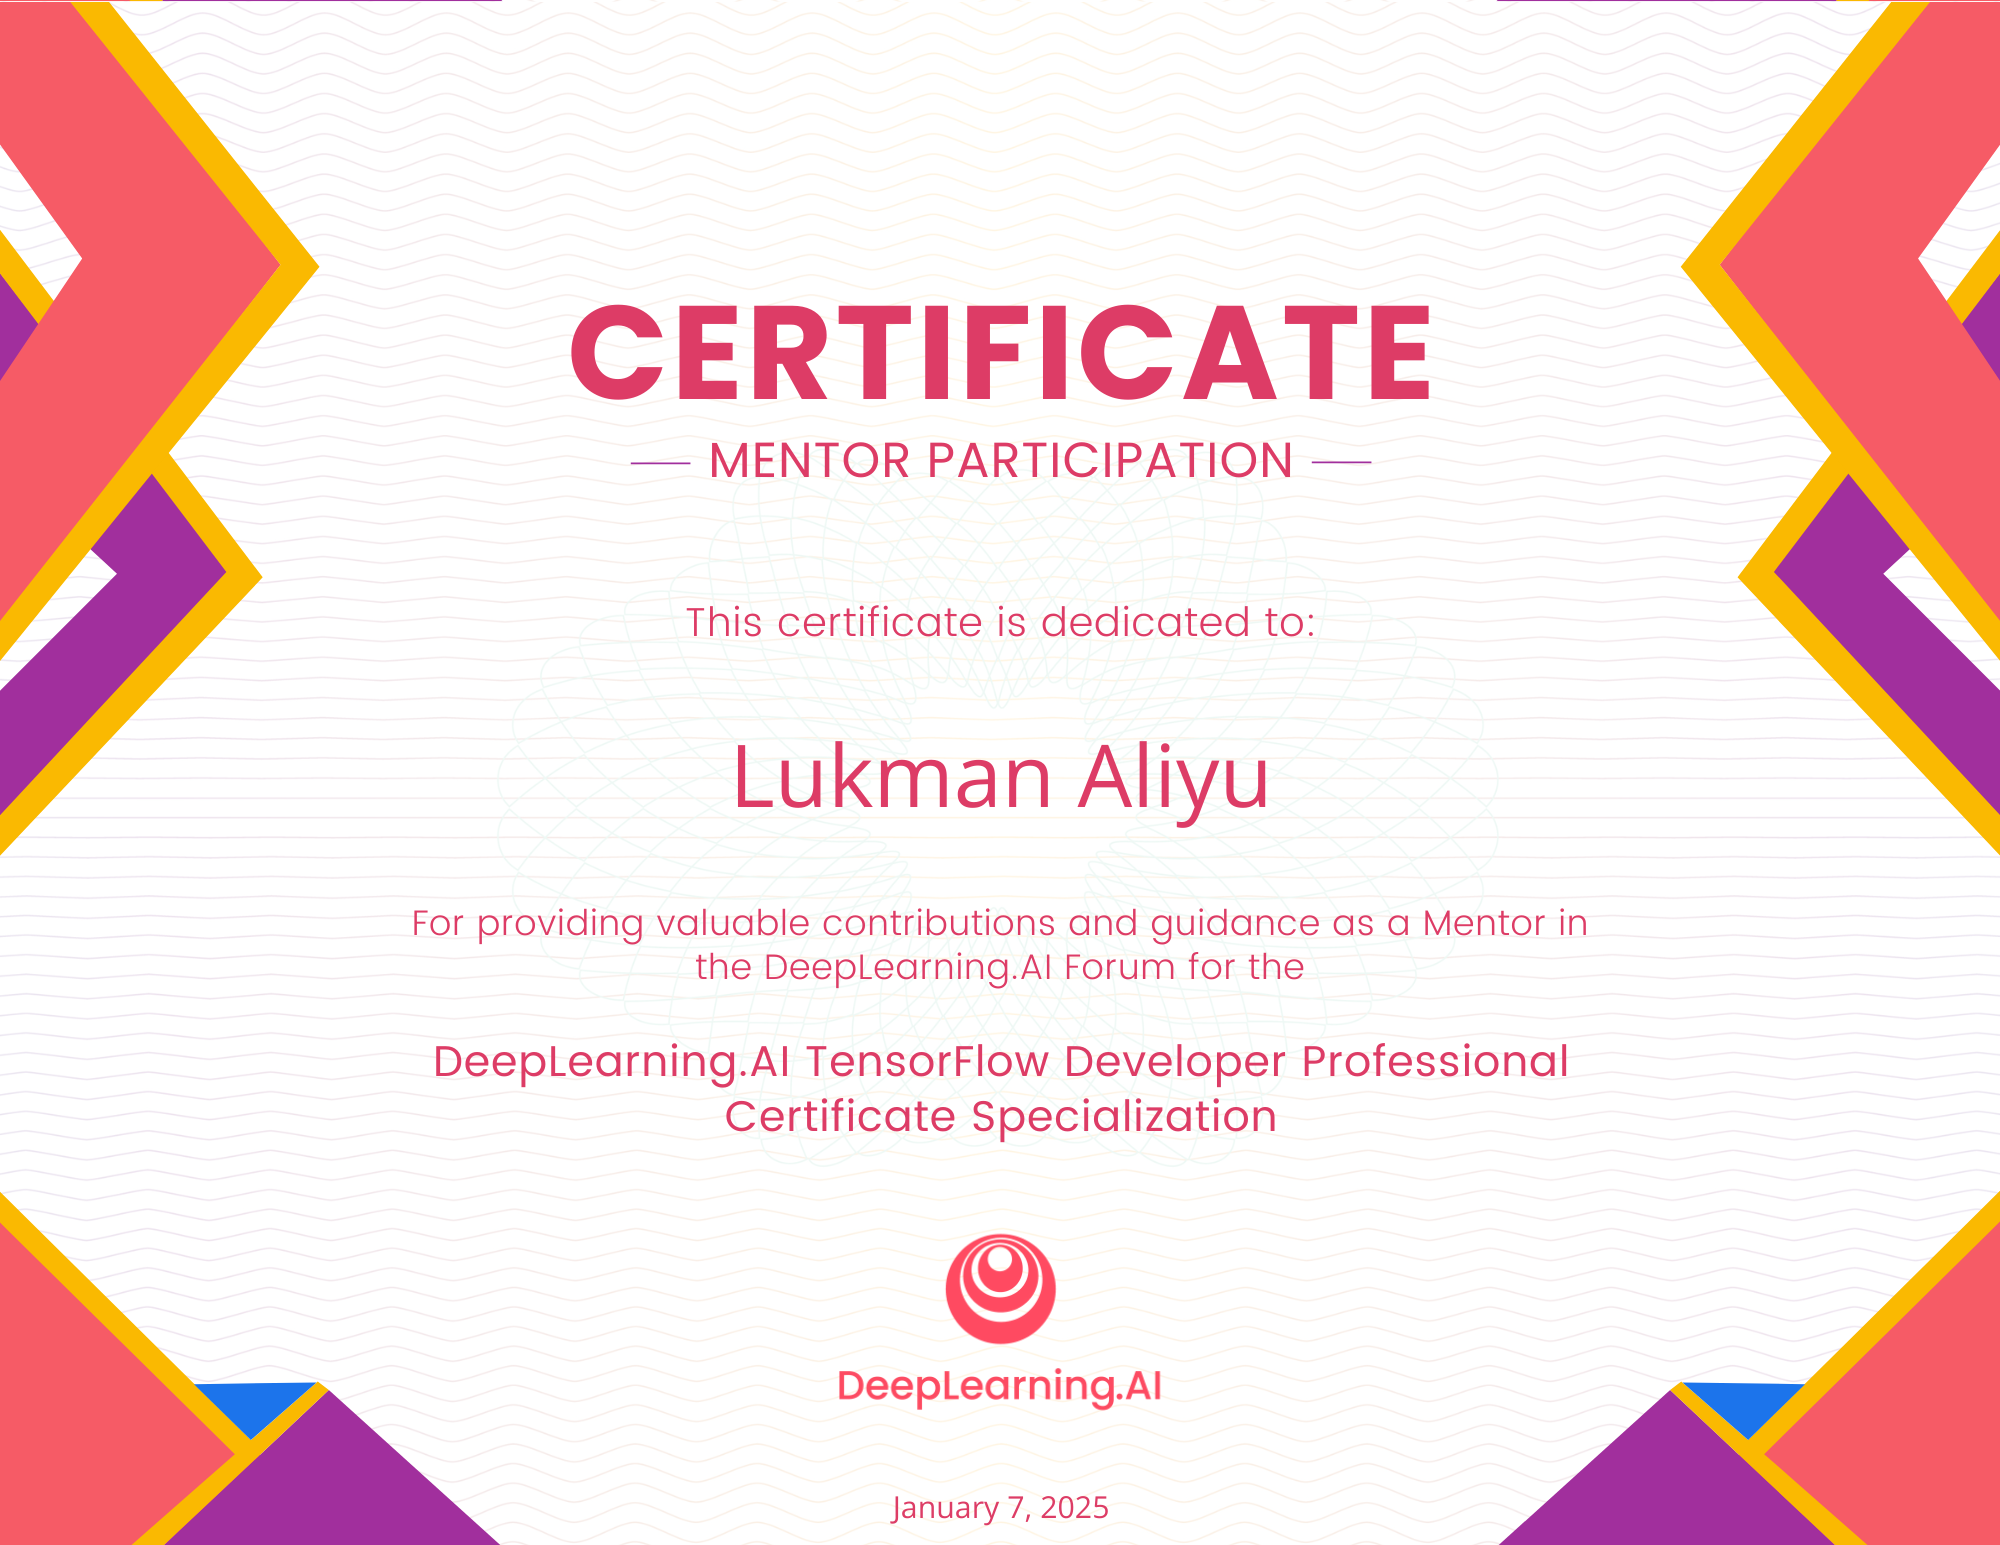 CERTIFICATE
MENTOR PARTICIPATION
This certificate is dedicated to:
Lukman Aliyu
For providing valuable contributions and guidance as a Mentor in
the DeepLearning.AI Forum for the
DeepLearning.AI TensorFlow Developer Professional
Certificate Specialization
DeepLearning.AI
January 7, 2025